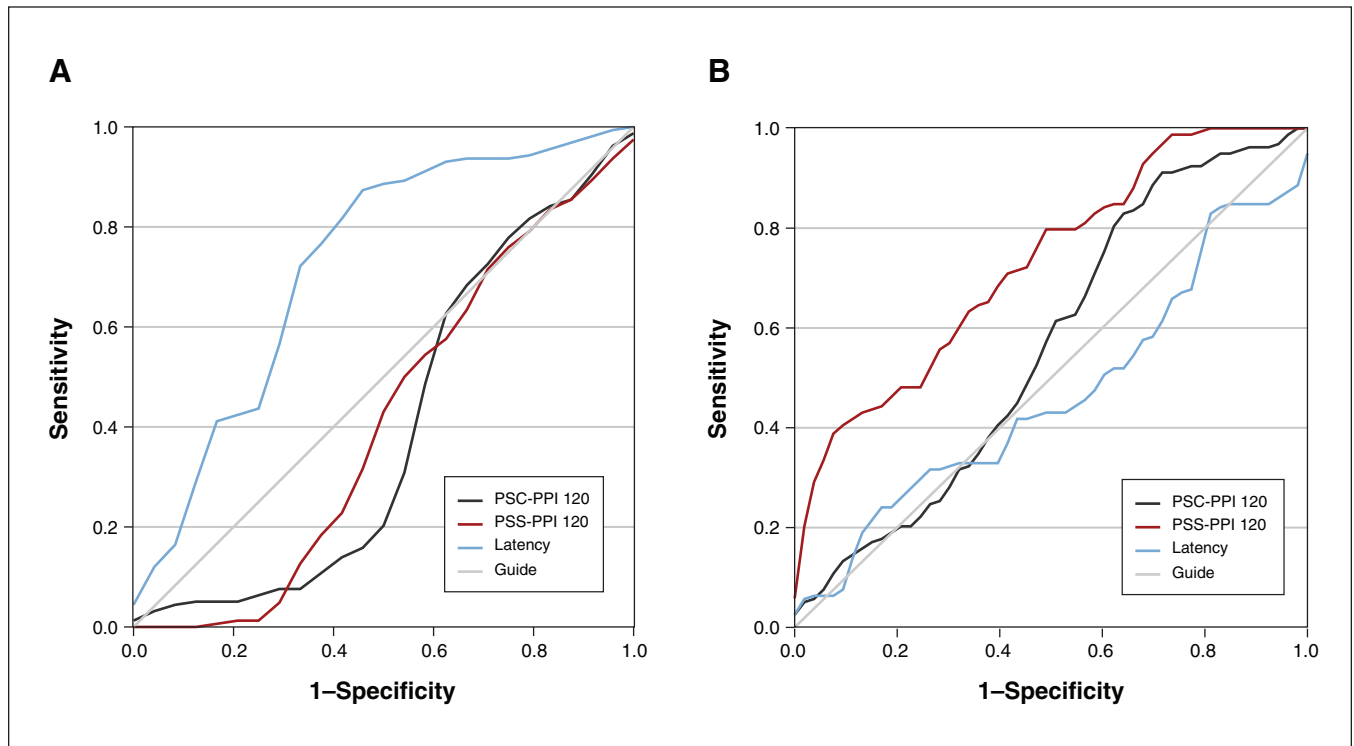 A
1.0
0.8
0.6
0.4
0.2
0.0
Sensitivity
0.0 0.2 0.4 0.6 0.8 1.0
1–Specificity
PSC-PPI 120
PSS-PPI 120
Latency
Guide
B
1.0
0.8
0.6
0.4
0.2
0.0
Sensitivity
0.0 0.2 0.4 0.6 0.8 1.0
1–Specificity
PSC-PPI 120
PSS-PPI 120
Latency
Guide